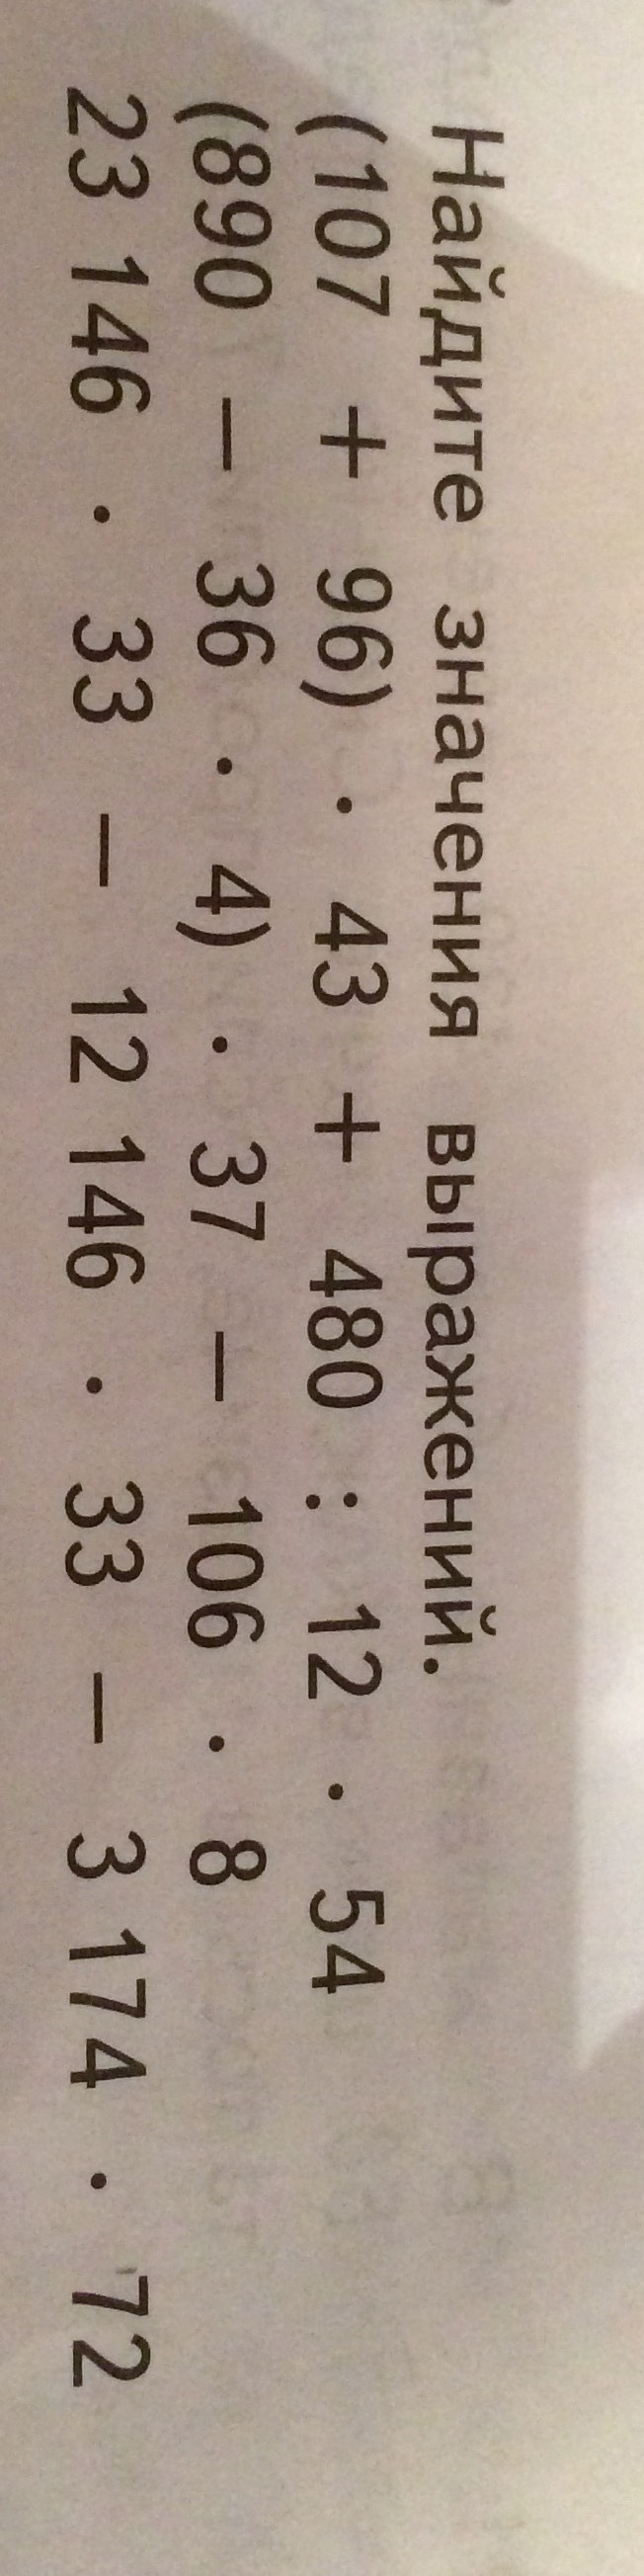 Найдите значения выражений.
(107 + 96) · 43 + 480 : 12 · 54
(890 − 36 · 4) · 37 − 106 · 8
23 146 · 33 − 12 146 · 33 − 3 174 · 72